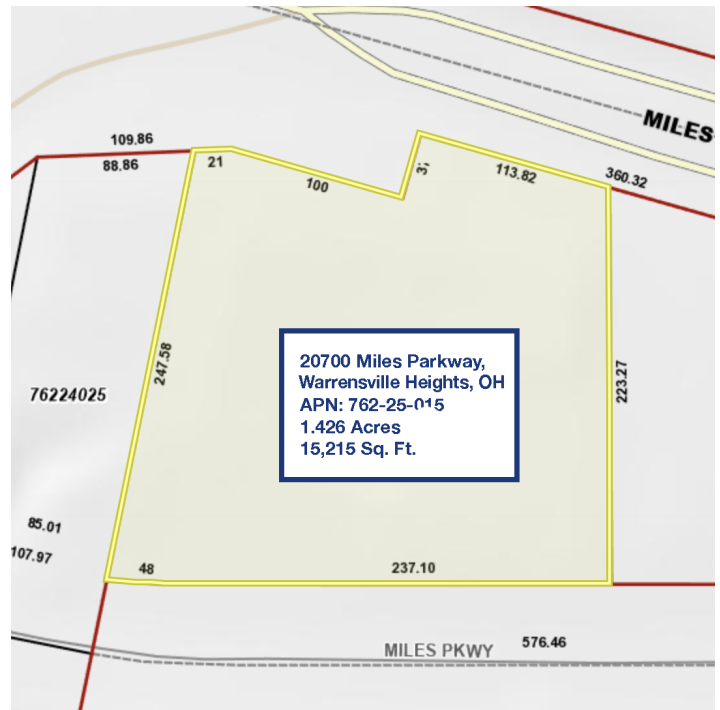 MILES
109.86
88.86
21
100
113.82
360.32
247.58
20700 Miles Parkway,
Warrensville Heights, OH
APN: 762-25-015
1.426 Acres
15,215 Sq. Ft.
223.27
76224025
85.01
107.97
48
237.10
MILES PKWY
576.46